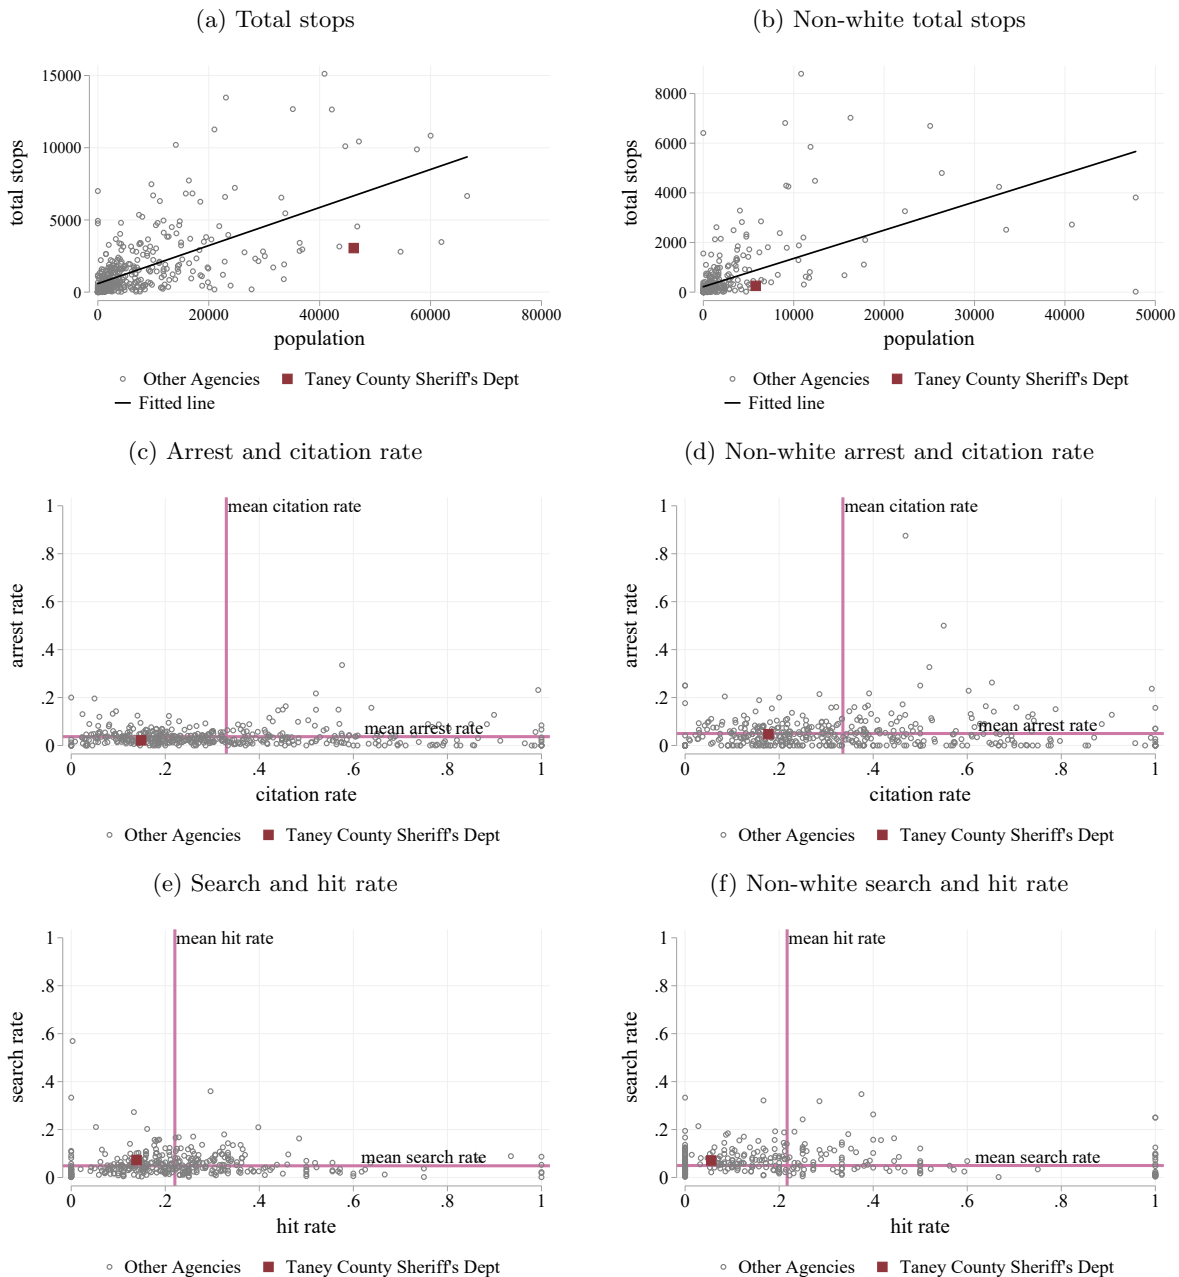 (a) Total stops
(b) Non-white total stops
15000
10000
5000
0
total stops
0 20000 40000 60000 80000
population
Other Agencies Taney County Sheriff's Dept
Fitted line
8000
6000
4000
2000
0
total stops
0 10000 20000 30000 40000 50000
population
Other Agencies Taney County Sheriff's Dept
Fitted line
(c) Arrest and citation rate
(d) Non-white arrest and citation rate
1
.8
.6
.4
.2
0
arrest rate
mean citation rate
mean arrest rate
0 .2 .4 .6 .8 1
citation rate
Other Agencies Taney County Sheriff's Dept
1
.8
.6
.4
.2
0
arrest rate
mean citation rate
mean arrest rate
0 .2 .4 .6 .8 1
citation rate
Other Agencies Taney County Sheriff's Dept
(e) Search and hit rate
(f) Non-white search and hit rate
1
.8
.6
.4
.2
0
search rate
mean hit rate
mean search rate
0 .2 .4 .6 .8 1
hit rate
Other Agencies Taney County Sheriff's Dept
1
.8
.6
.4
.2
0
search rate
mean hit rate
mean search rate
0 .2 .4 .6 .8 1
hit rate
Other Agencies Taney County Sheriff's Dept